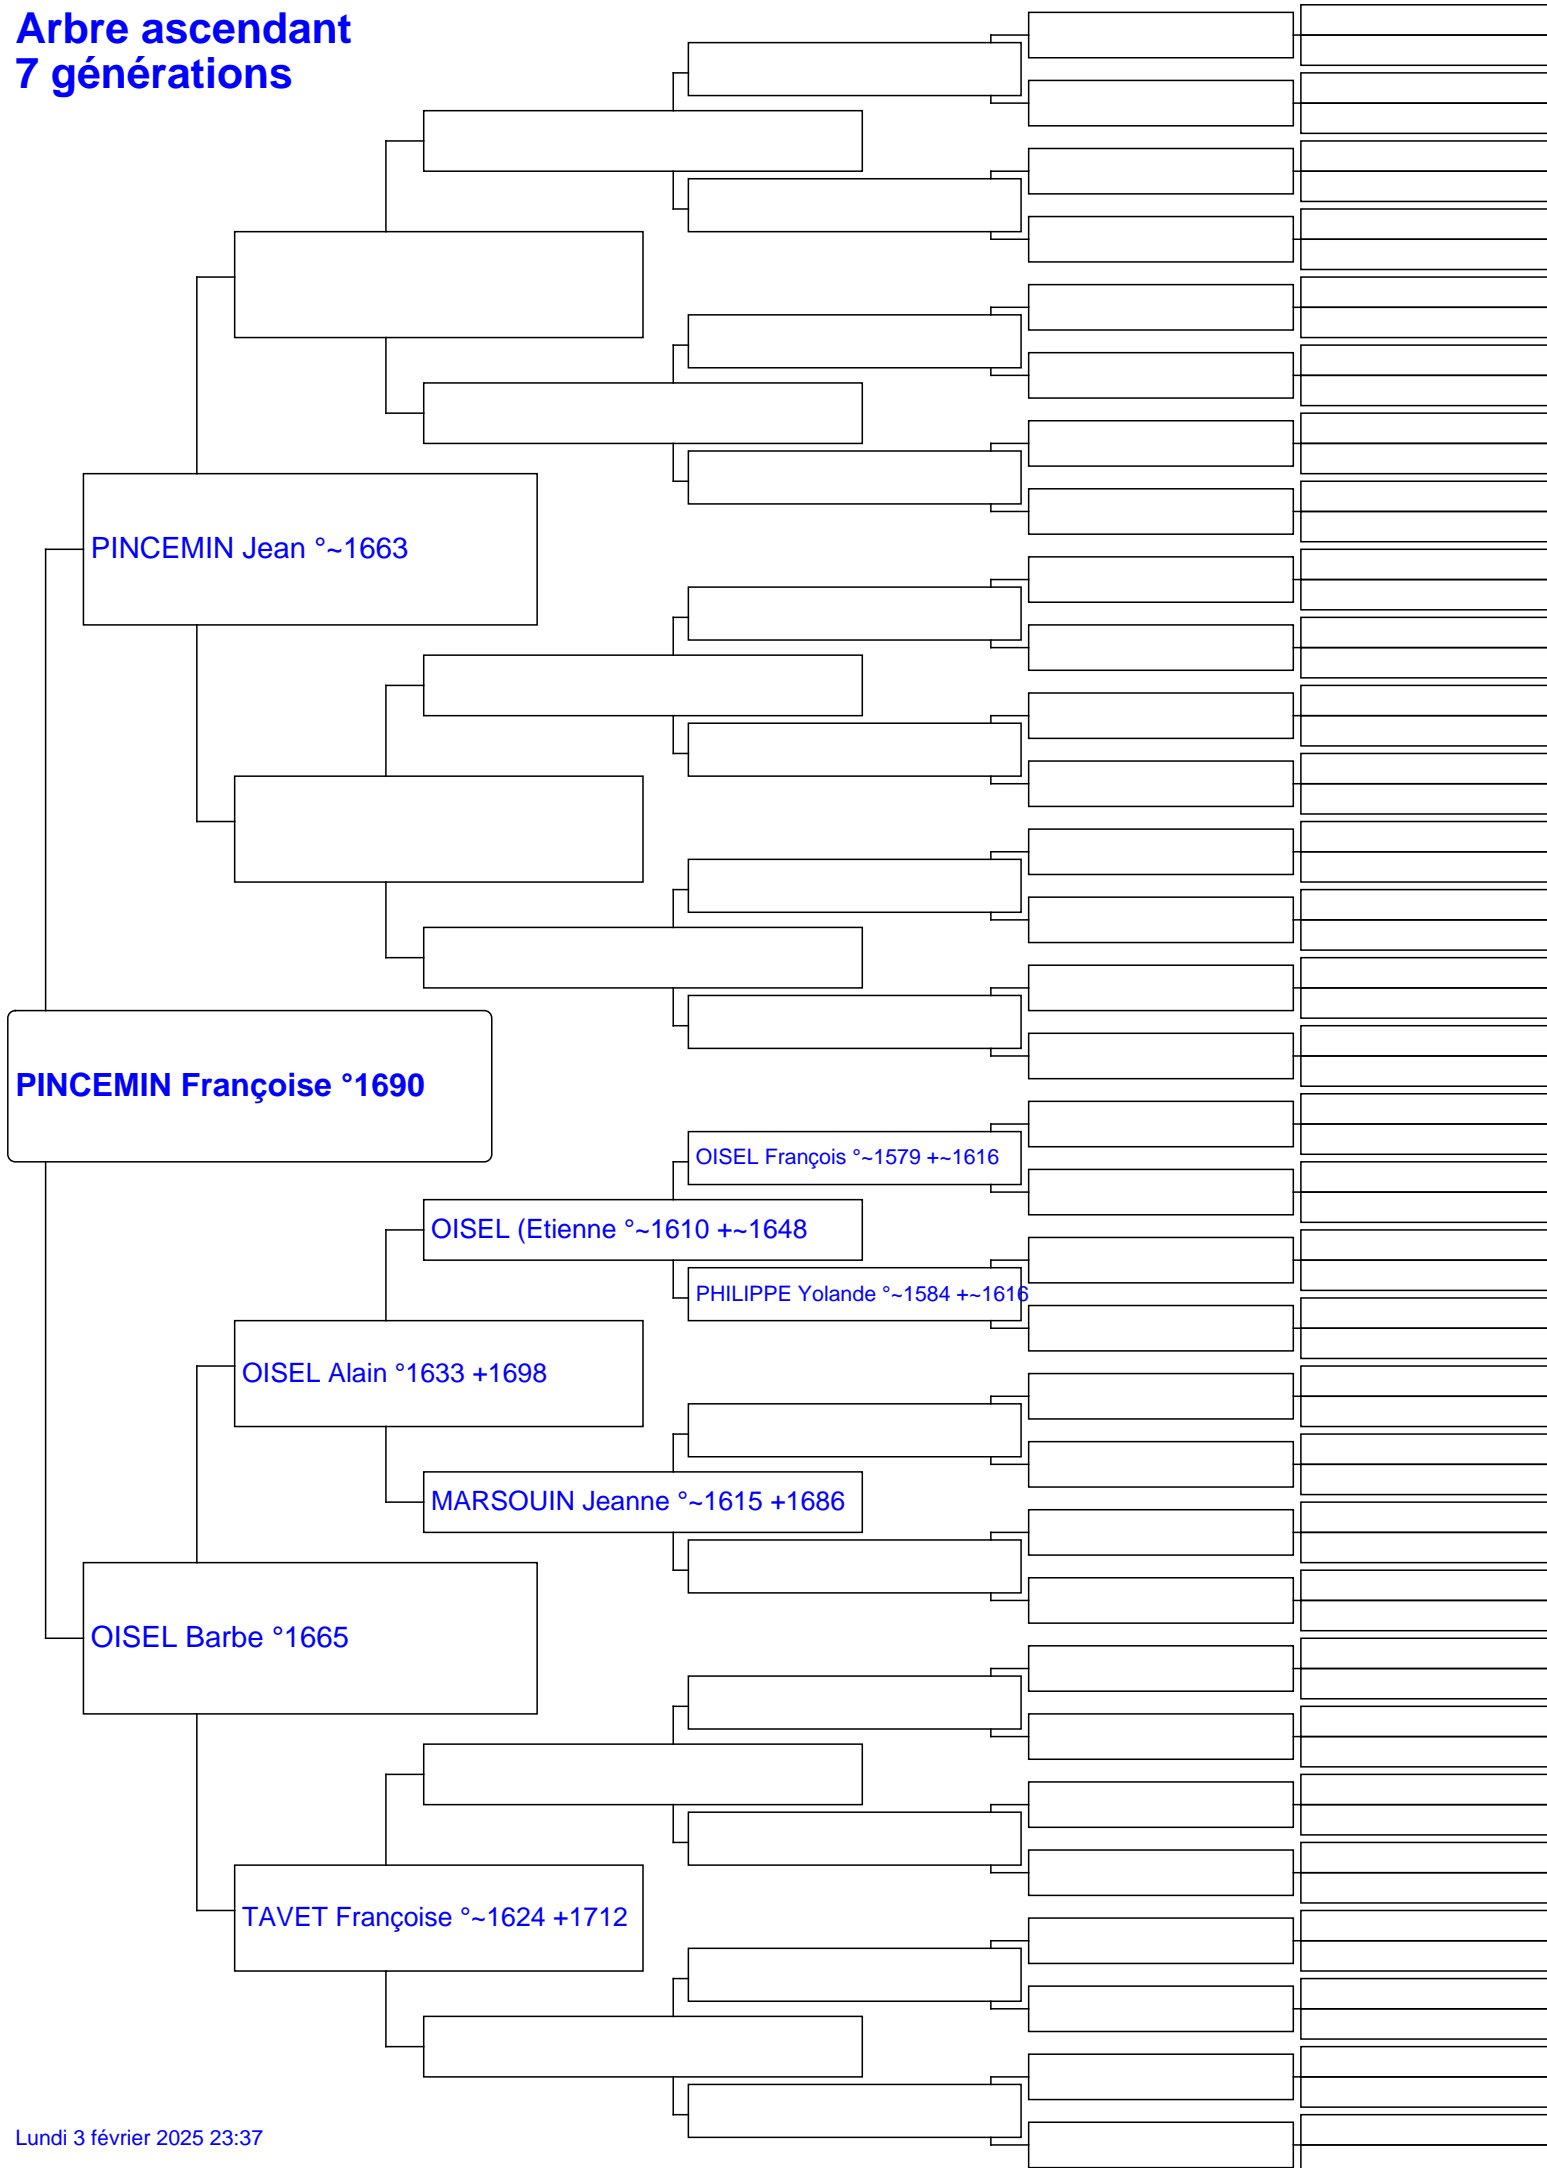 Arbre ascendant
7 générations
PINCEMIN Jean °~1663
PINCEMIN Françoise °1690
OISEL François °~1579 +~1616
OISEL (Etienne °~1610 +~1648
PHILIPPE Yolande °~1584 +~1616
OISEL Alain °1633 +1698
MARSOUIN Jeanne °~1615 +1686
OISEL Barbe °1665
TAVET Françoise °~1624 +1712
Lundi 3 février 2025 23:37